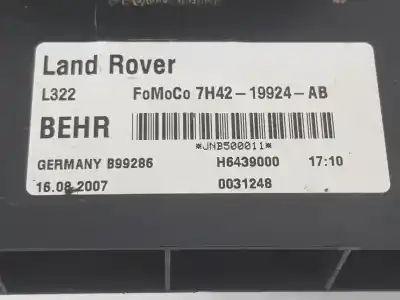 Land Rover
L322 FoMoCo 7H42-19924-AB
BEHR
*JNB500011*
GERMANY B99286 H6439000 17:10
16.08.2007 0031248